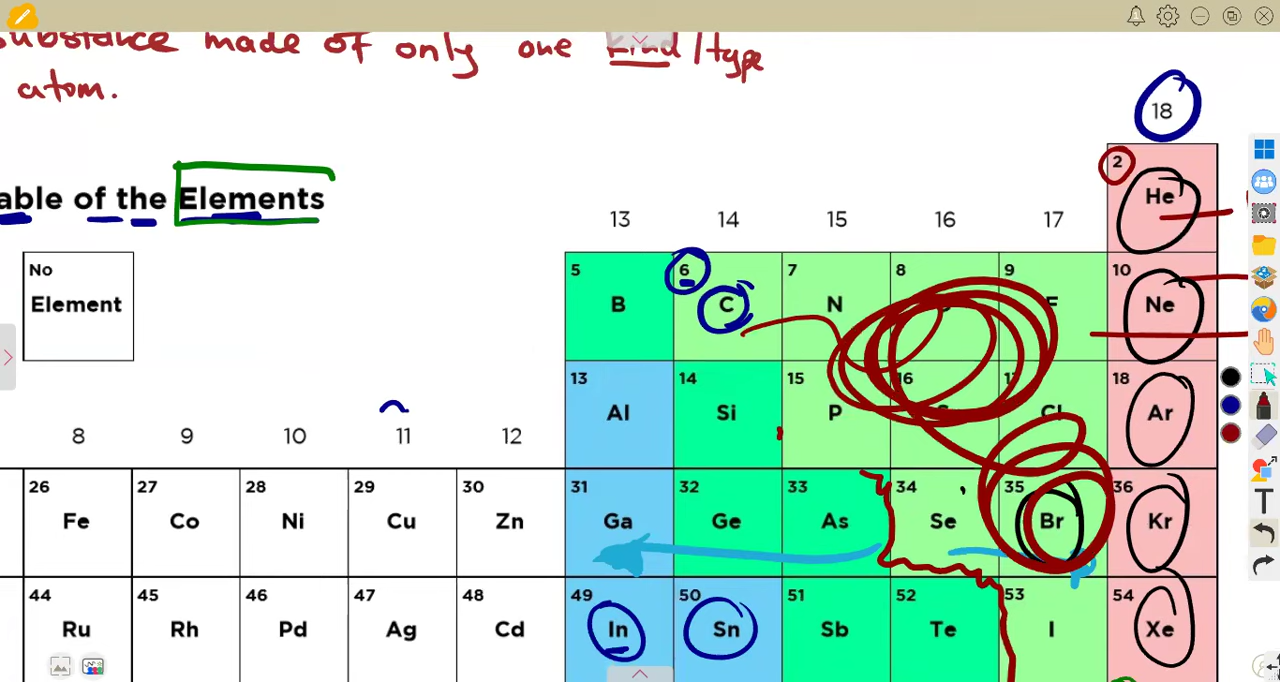 substance made of only one kind/type
atom.
18
able of the Elements
2
He
13 14 15 16 17
No
Element
5 6 7 8 9 10
B C N F Ne
13 14 15 16 17 18
Al Si P S Cl Ar
8 9 10 11 12
26 27 28 29 30 31 32 33 34 35 36
Fe Co Ni Cu Zn Ga Ge As Se Br Kr
44 45 46 47 48 49 50 51 52 53 54
Ru Rh Pd Ag Cd In Sn Sb Te I Xe
T